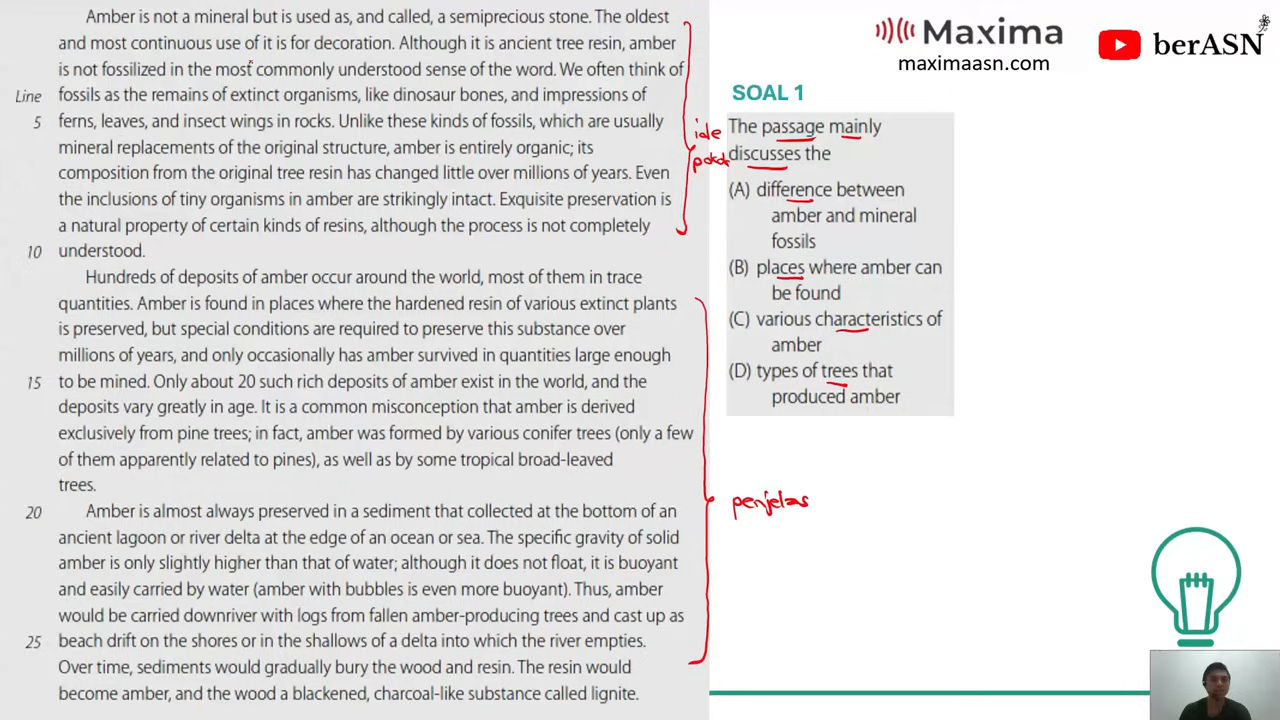 Amber is not a mineral but is used as, and called, a semiprecious stone. The oldest
and most continuous use of it is for decoration. Although it is ancient tree resin, amber
is not fossilized in the most commonly understood sense of the word. We often think of
Line fossils as the remains of extinct organisms, like dinosaur bones, and impressions of
5 ferns, leaves, and insect wings in rocks. Unlike these kinds of fossils, which are usually
mineral replacements of the original structure, amber is entirely organic; its
composition from the original tree resin has changed little over millions of years. Even
the inclusions of tiny organisms in amber are strikingly intact. Exquisite preservation is
a natural property of certain kinds of resins, although the process is not completely
10 understood.
Hundreds of deposits of amber occur around the world, most of them in trace
quantities. Amber is found in places where the hardened resin of various extinct plants
is preserved, but special conditions are required to preserve this substance over
millions of years, and only occasionally has amber survived in quantities large enough
15 to be mined. Only about 20 such rich deposits of amber exist in the world, and the
deposits vary greatly in age. It is a common misconception that amber is derived
exclusively from pine trees; in fact, amber was formed by various conifer trees (only a few
of them apparently related to pines), as well as by some tropical broad-leaved
trees.
20 Amber is almost always preserved in a sediment that collected at the bottom of an
ancient lagoon or river delta at the edge of an ocean or sea. The specific gravity of solid
amber is only slightly higher than that of water; although it does not float, it is buoyant
and easily carried by water (amber with bubbles is even more buoyant). Thus, amber
would be carried downriver with logs from fallen amber-producing trees and cast up as
25 beach drift on the shores or in the shallows of a delta into which the river empties.
Over time, sediments would gradually bury the wood and resin. The resin would
become amber, and the wood a blackened, charcoal-like substance called lignite.
ide
pokok
penjelas
Maxima
maximaasn.com
berASN
SOAL 1
The passage mainly
discusses the
(A) difference between
amber and mineral
fossils
(B) places where amber can
be found
(C) various characteristics of
amber
(D) types of trees that
produced amber